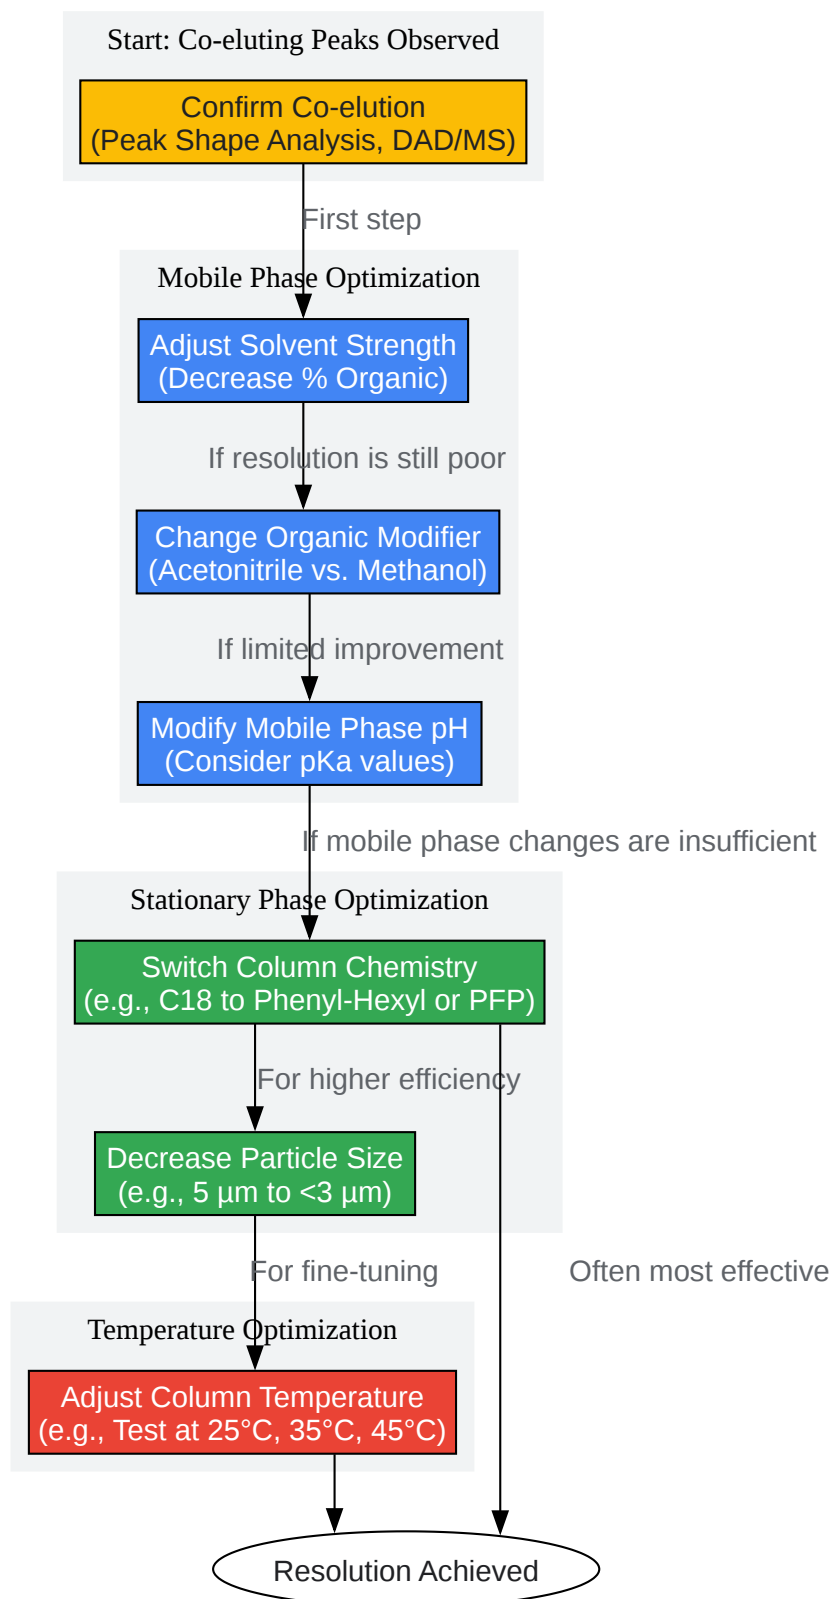 Start: Co-eluting Peaks Observed
Confirm Co-elution
(Peak Shape Analysis, DAD/MS)
First step
Mobile Phase Optimization
Adjust Solvent Strength
(Decrease % Organic)
If resolution is still poor
Change Organic Modifier
(Acetonitrile vs. Methanol)
If limited improvement
Modify Mobile Phase pH
(Consider pKa values)
If mobile phase changes are insufficient
Stationary Phase Optimization
Switch Column Chemistry
(e.g., C18 to Phenyl-Hexyl or PFP)
For higher efficiency
Decrease Particle Size
(e.g., 5 µm to <3 µm)
For fine-tuning
Often most effective
Temperature Optimization
Adjust Column Temperature
(e.g., Test at 25°C, 35°C, 45°C)
Resolution Achieved